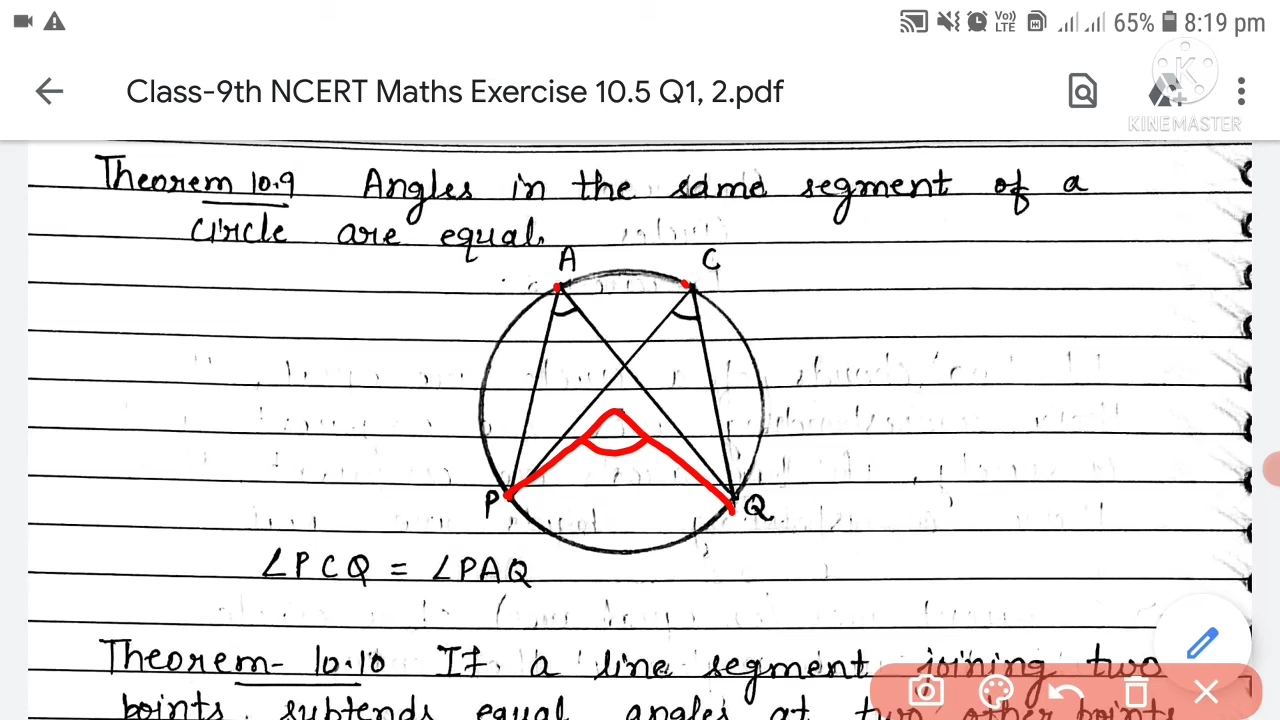 Vo))
LTE
65%
8:19 pm
Class-9th NCERT Maths Exercise 10.5 Q1, 2.pdf
K
KINEMASTER
Theorem 10.9 Angles in the same segment of a
circle are equal.
A
C
P
Q
∠PCQ = ∠PAQ
Theorem- 10.10 If a line segment joining two
points subtends equal angles at two other points